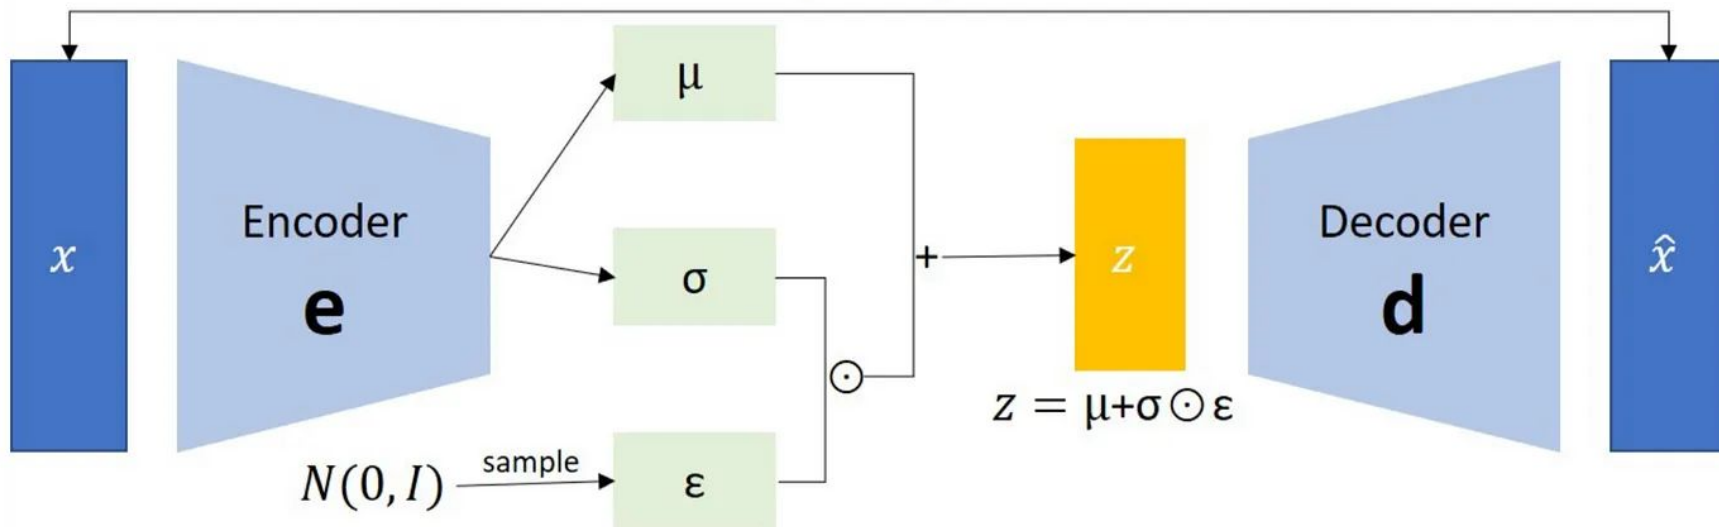 x
Encoder
e
μ
σ
ε
N(0, I)
sample
⊙
+
z
z = μ+σ⊙ε
Decoder
d
x̂